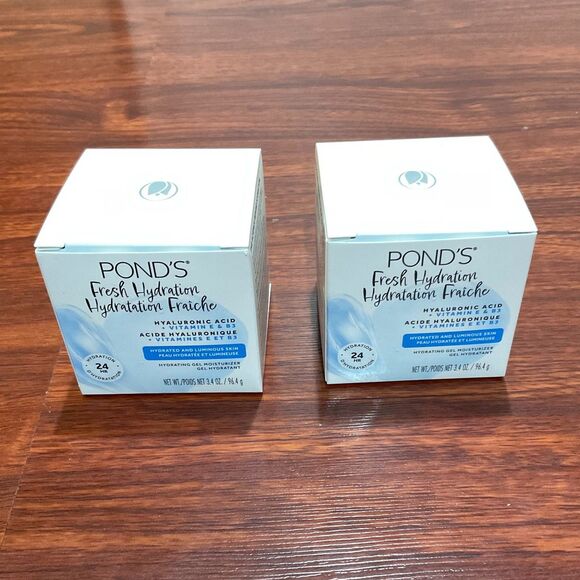 POND'S®
Fresh Hydration
Hydratation Fraîche
HYALURONIC ACID
+ VITAMIN E & B3
ACIDE HYALURONIQUE
+ VITAMINES E ET B3
HYDRATED AND LUMINOUS SKIN
PEAU HYDRATÉE ET LUMINEUSE
HYDRATION
24
HR
D'HYDRATATION
HYDRATING GEL MOISTURIZER
GEL HYDRATANT
NET WT./POIDS NET 3.4 OZ. / 96.4 g
POND'S®
Fresh Hydration
Hydratation Fraîche
HYALURONIC ACID
+ VITAMIN E & B3
ACIDE HYALURONIQUE
+ VITAMINES E ET B3
HYDRATED AND LUMINOUS SKIN
PEAU HYDRATÉE ET LUMINEUSE
HYDRATION
24
HR
D'HYDRATATION
HYDRATING GEL MOISTURIZER
GEL HYDRATANT
NET WT./POIDS NET 3.4 OZ. / 96.4 g